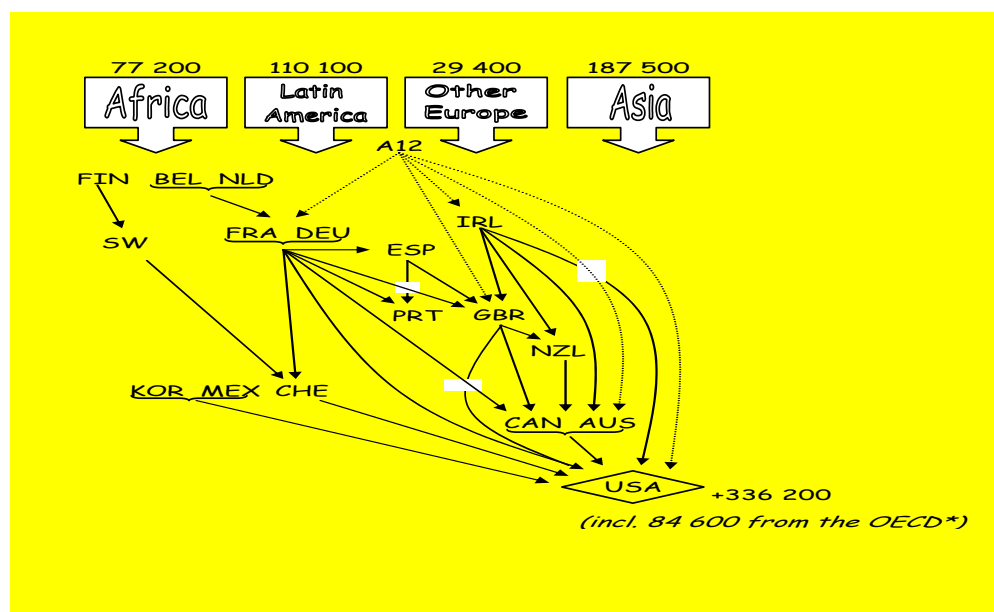 77 200 110 100 29 400 187 500
Africa
Latin
America
Other
Europe
Asia
A12
FIN BEL NLD
IRL
FRA DEU
SW
ESP
PRT GBR
NZL
KOR MEX CHE
CAN AUS
USA
+336 200
(incl. 84 600 from the OECD*)